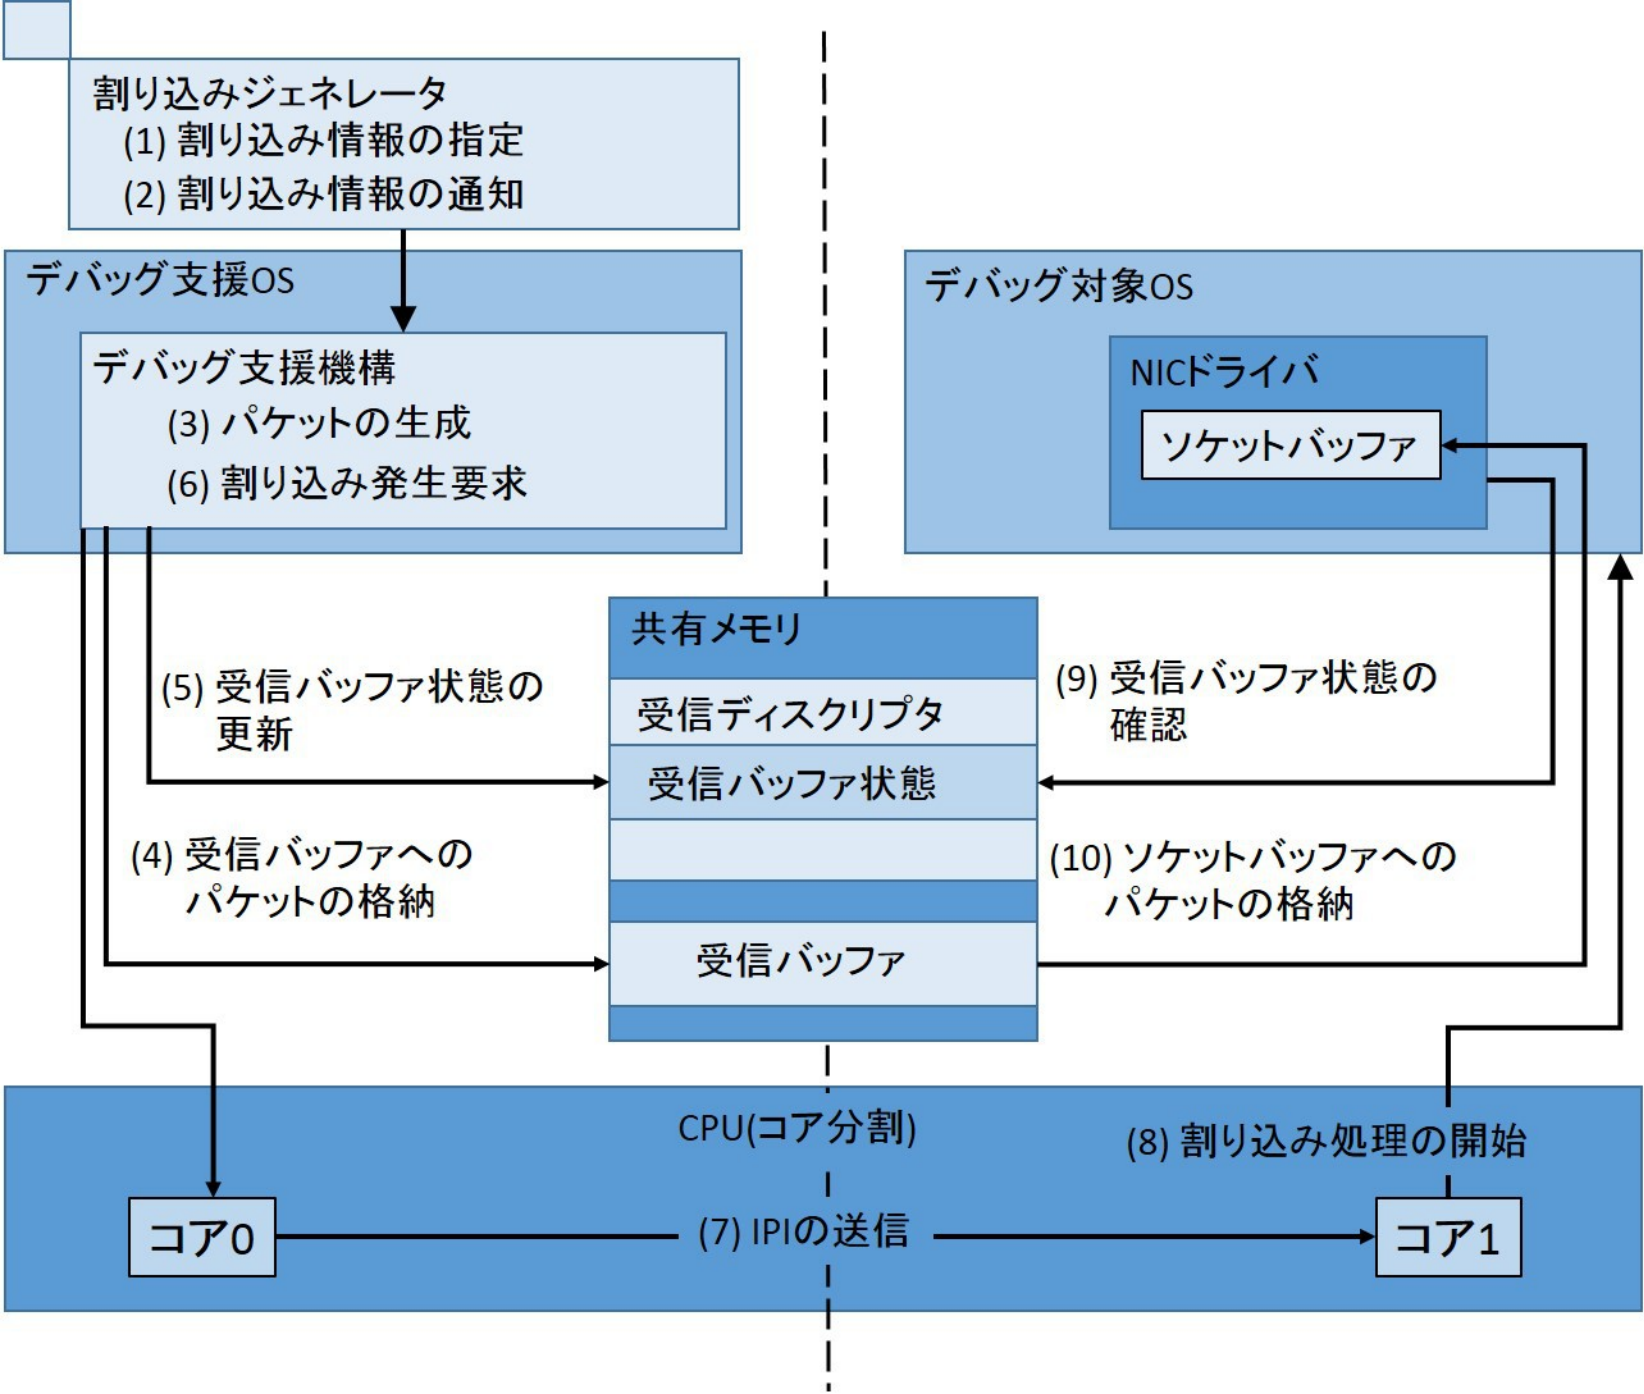 割り込みジェネレータ
(1) 割り込み情報の指定
(2) 割り込み情報の通知
デバッグ支援OS
デバッグ支援機構
(3) パケットの生成
(6) 割り込み発生要求
デバッグ対象OS
NICドライバ
ソケットバッファ
共有メモリ
受信ディスクリプタ
受信バッファ状態
受信バッファ
(5) 受信バッファ状態の
更新
(4) 受信バッファへの
パケットの格納
(9) 受信バッファ状態の
確認
(10) ソケットバッファへの
パケットの格納
CPU(コア分割)
(8) 割り込み処理の開始
コア0
(7) IPIの送信
コア1